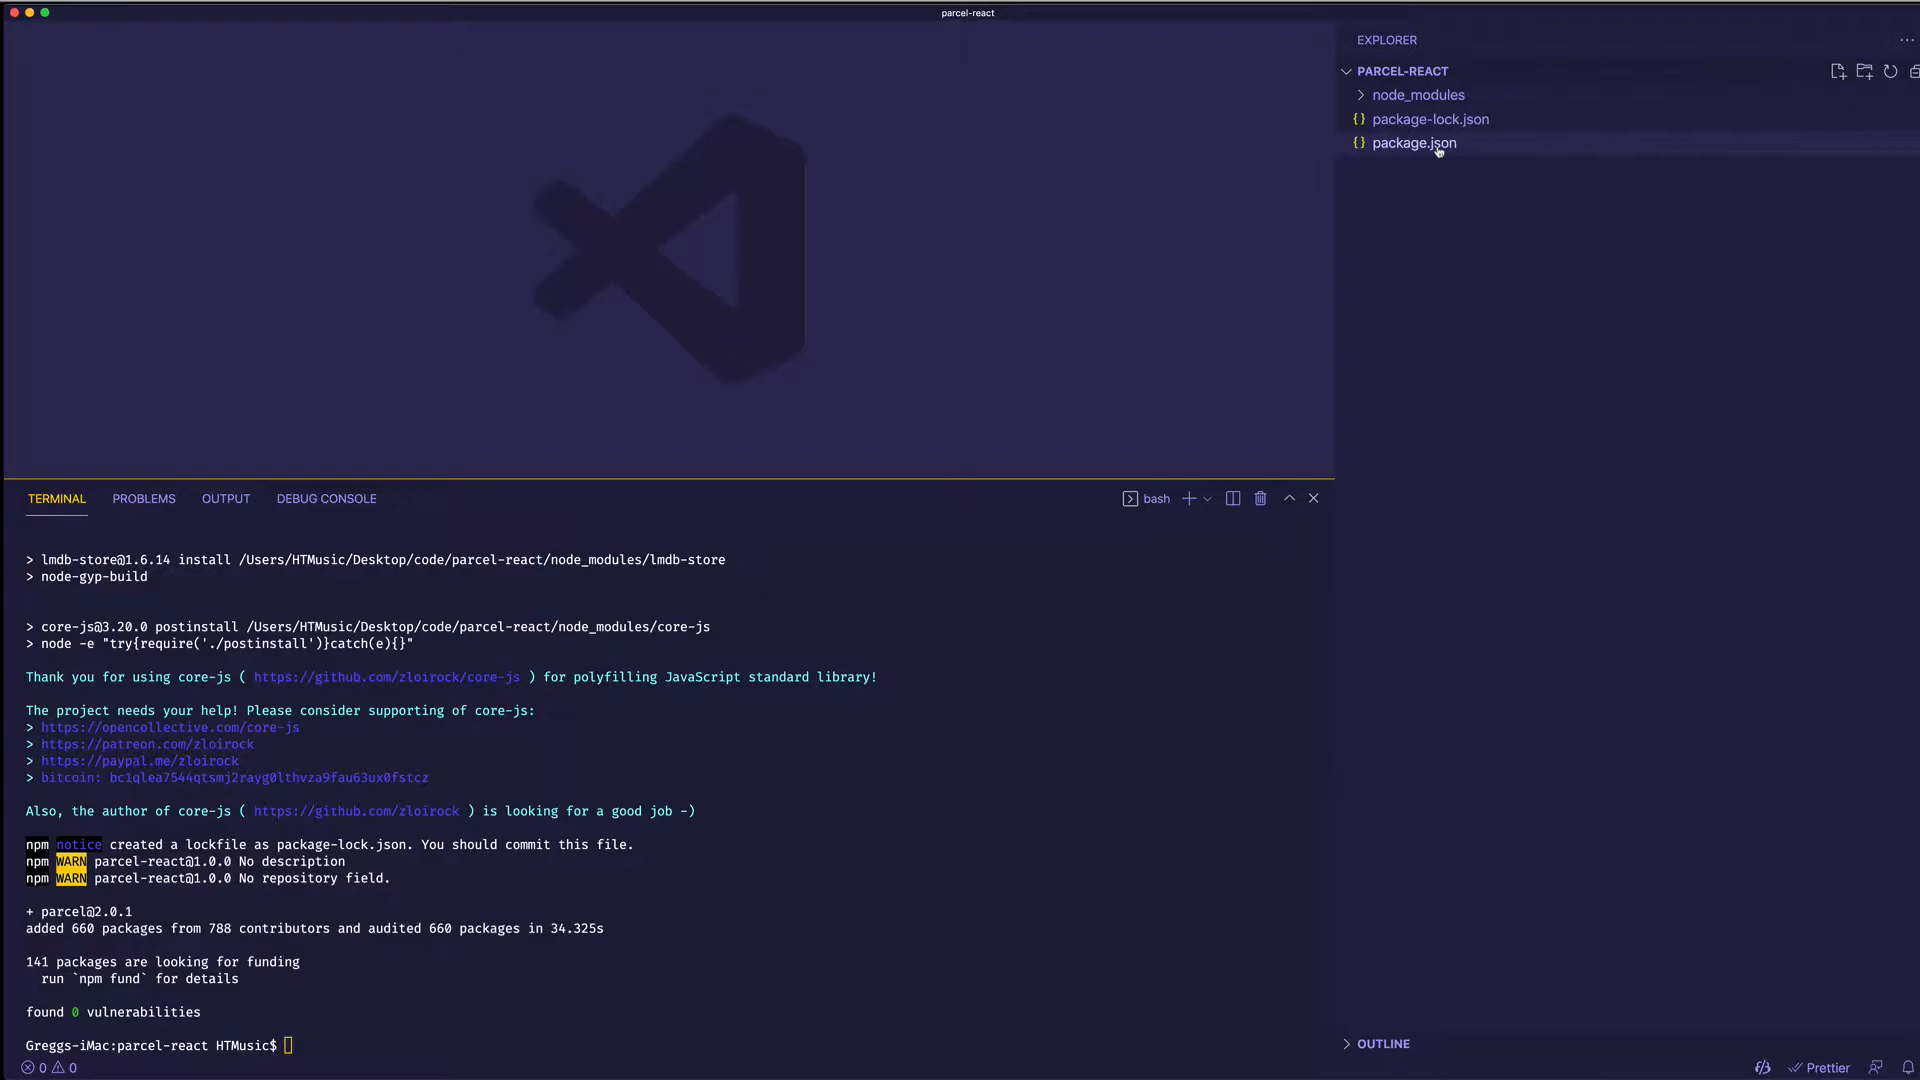 parcel-react
EXPLORER
PARCEL-REACT
node_modules
{} package-lock.json
{} package.json
TERMINAL PROBLEMS OUTPUT DEBUG CONSOLE bash
> lmdb-store@1.6.14 install /Users/HTMusic/Desktop/code/parcel-react/node_modules/lmdb-store
> node-gyp-build
> core-js@3.20.0 postinstall /Users/HTMusic/Desktop/code/parcel-react/node_modules/core-js
> node -e "try{require('./postinstall')}catch(e){}"
Thank you for using core-js ( https://github.com/zloirock/core-js ) for polyfilling JavaScript standard library!
The project needs your help! Please consider supporting of core-js:
> https://opencollective.com/core-js
> https://patreon.com/zloirock
> https://paypal.me/zloirock
> bitcoin: bc1qlea7544qtsmj2rayg0lthvza9fau63ux0fstcz
Also, the author of core-js ( https://github.com/zloirock ) is looking for a good job -)
npm notice created a lockfile as package-lock.json. You should commit this file.
npm WARN parcel-react@1.0.0 No description
npm WARN parcel-react@1.0.0 No repository field.
+ parcel@2.0.1
added 660 packages from 788 contributors and audited 660 packages in 34.325s
141 packages are looking for funding
run `npm fund` for details
found 0 vulnerabilities
Greggs-iMac:parcel-react HTMusic$
OUTLINE
0 0
Prettier